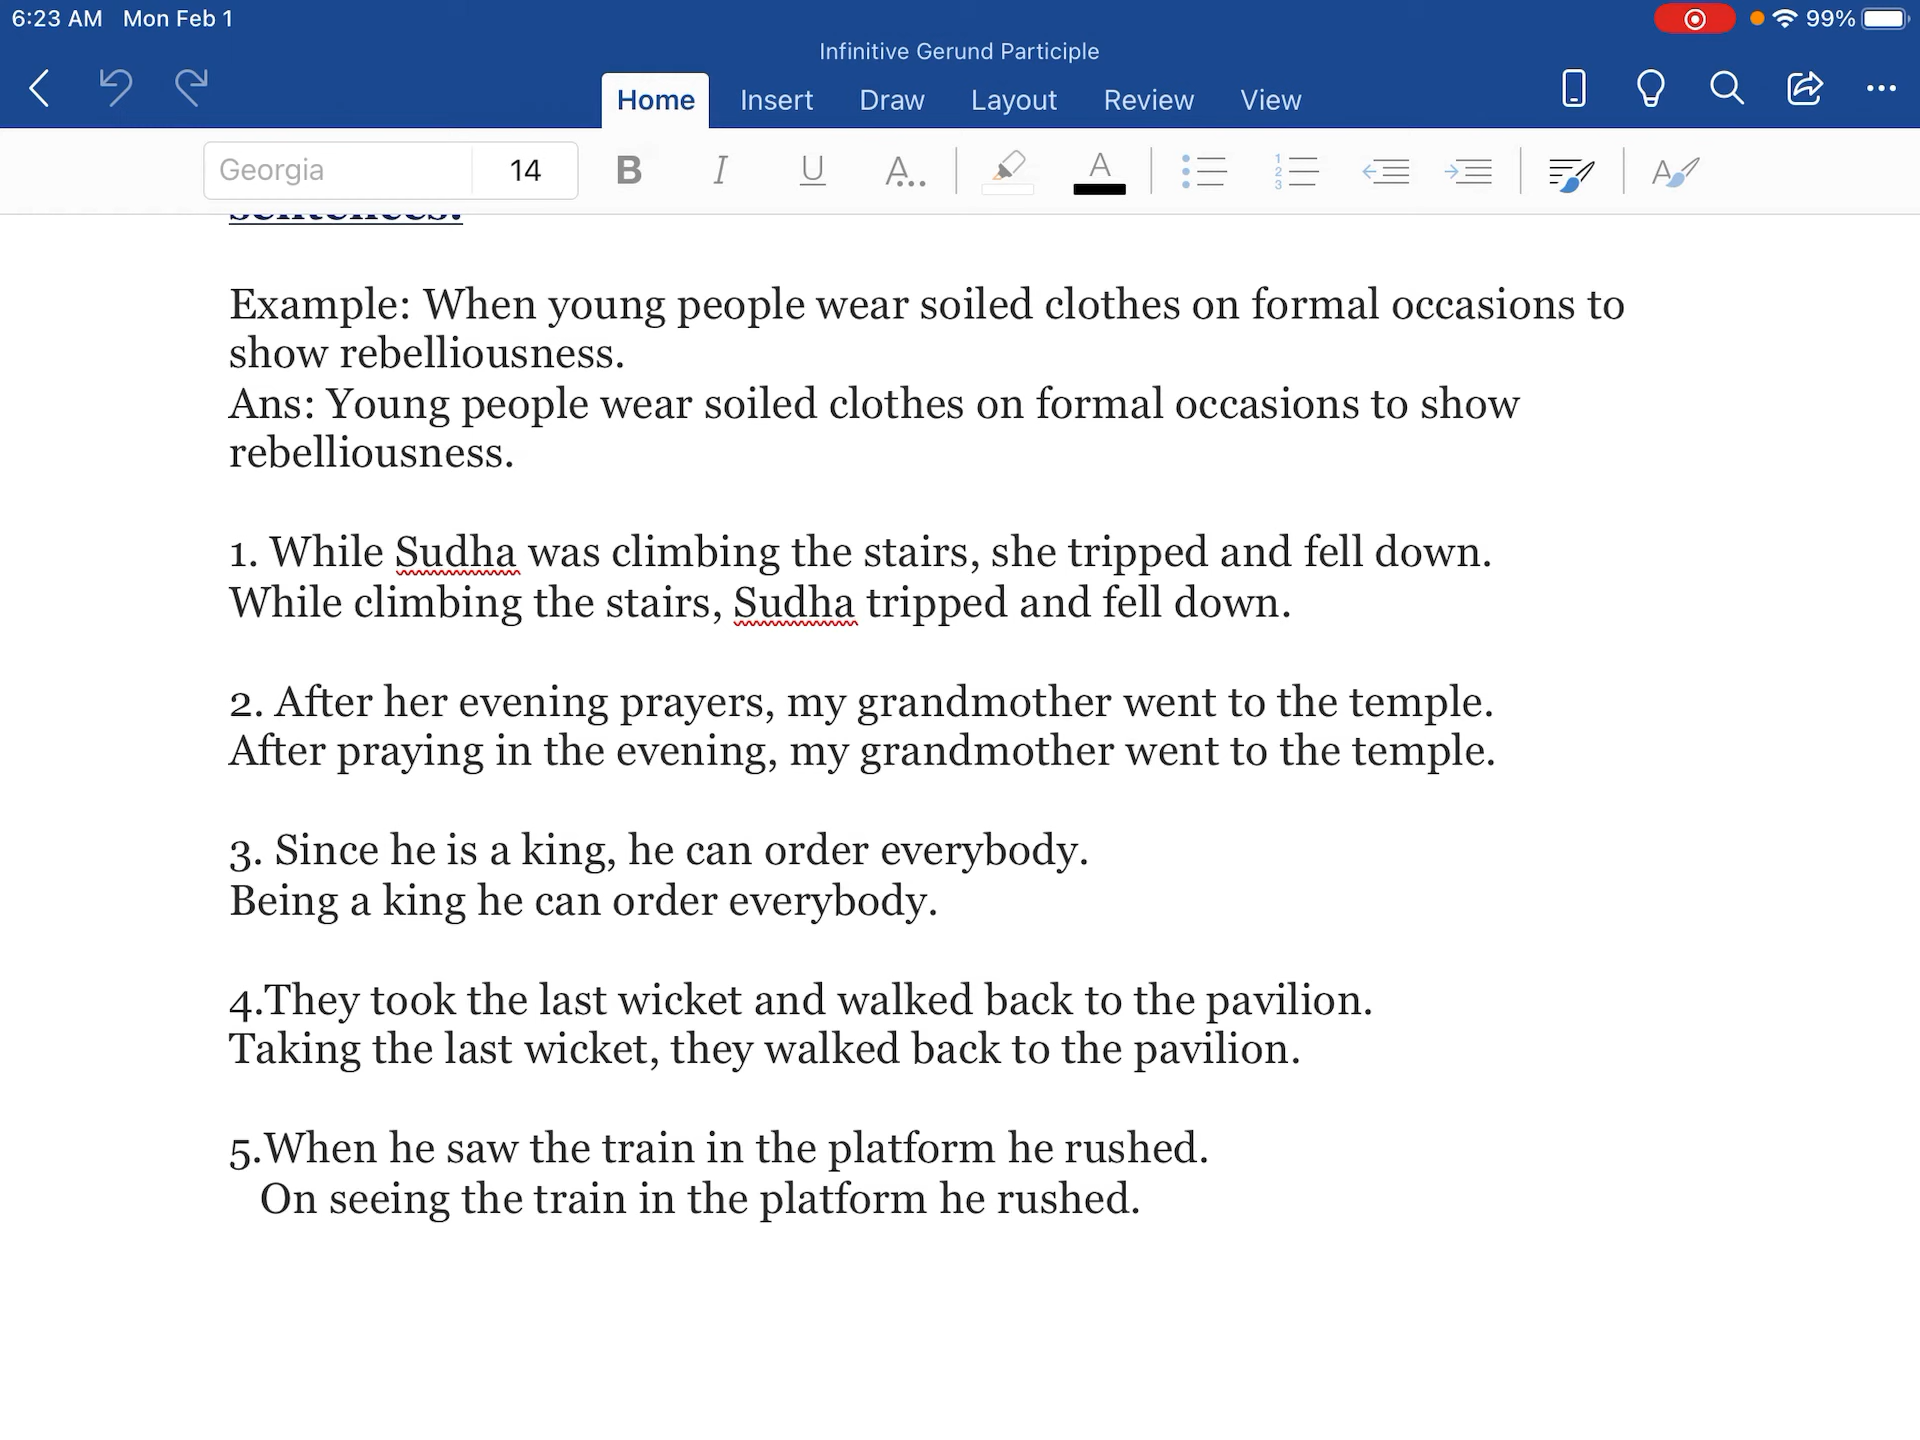 6:23 AM Mon Feb 1
99%
Infinitive Gerund Participle
Home Insert Draw Layout Review View
Georgia 14 B I U A... A
sentences.
Example: When young people wear soiled clothes on formal occasions to
show rebelliousness.
Ans: Young people wear soiled clothes on formal occasions to show
rebelliousness.
1. While Sudha was climbing the stairs, she tripped and fell down.
While climbing the stairs, Sudha tripped and fell down.
2. After her evening prayers, my grandmother went to the temple.
After praying in the evening, my grandmother went to the temple.
3. Since he is a king, he can order everybody.
Being a king he can order everybody.
4.They took the last wicket and walked back to the pavilion.
Taking the last wicket, they walked back to the pavilion.
5.When he saw the train in the platform he rushed.
On seeing the train in the platform he rushed.